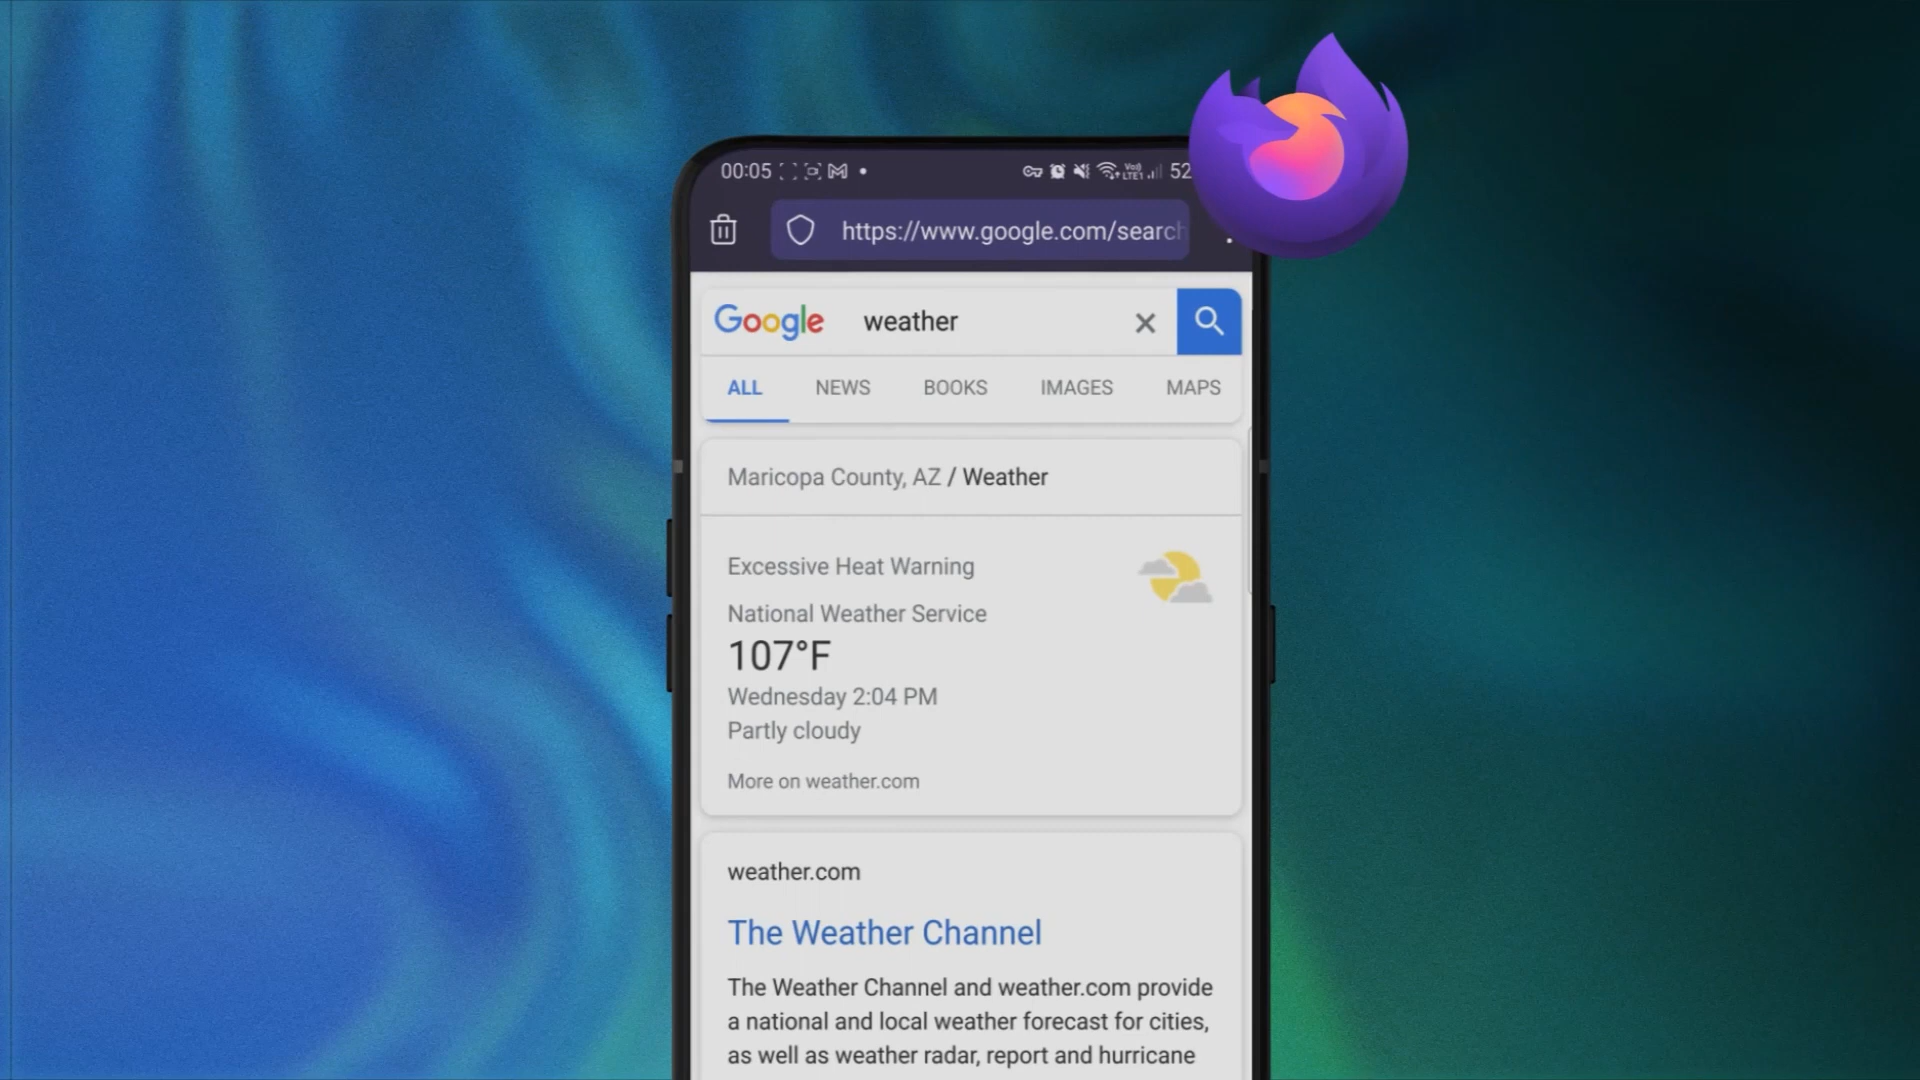 00:05
Vo) LTE1
52
https://www.google.com/search
Google weather
ALL NEWS BOOKS IMAGES MAPS
Maricopa County, AZ / Weather
Excessive Heat Warning
National Weather Service
107°F
Wednesday 2:04 PM
Partly cloudy
More on weather.com
weather.com
The Weather Channel
The Weather Channel and weather.com provide
a national and local weather forecast for cities,
as well as weather radar, report and hurricane